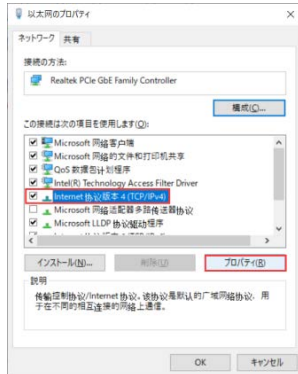 以太网のプロパティ
ネットワーク 共有
接続の方法:
Realtek PCIe GbE Family Controller
構成(C)...
この接続は次の項目を使用します(O):
Microsoft 网络客户端
Microsoft 网络的文件和打印机共享
QoS 数据包计划程序
Intel(R) Technology Access Filter Driver
Internet 协议版本 4 (TCP/IPv4)
Microsoft 网络适配器多路传送器协议
Microsoft LLDP 协议驱动程序
インストール(N)... 削除(U) プロパティ(R)
説明
传输控制协议/Internet 协议。该协议是默认的广域网络协议，用
于在不同的相互连接的网络上通信。
OK キャンセル